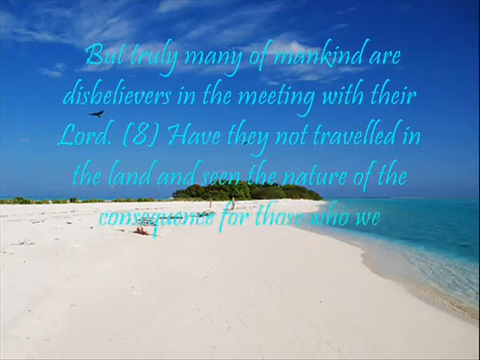 But truly many of mankind are
disbelievers in the meeting with their
Lord. (8) Have they not travelled in
the land and seen the nature of the
consequence for those who we